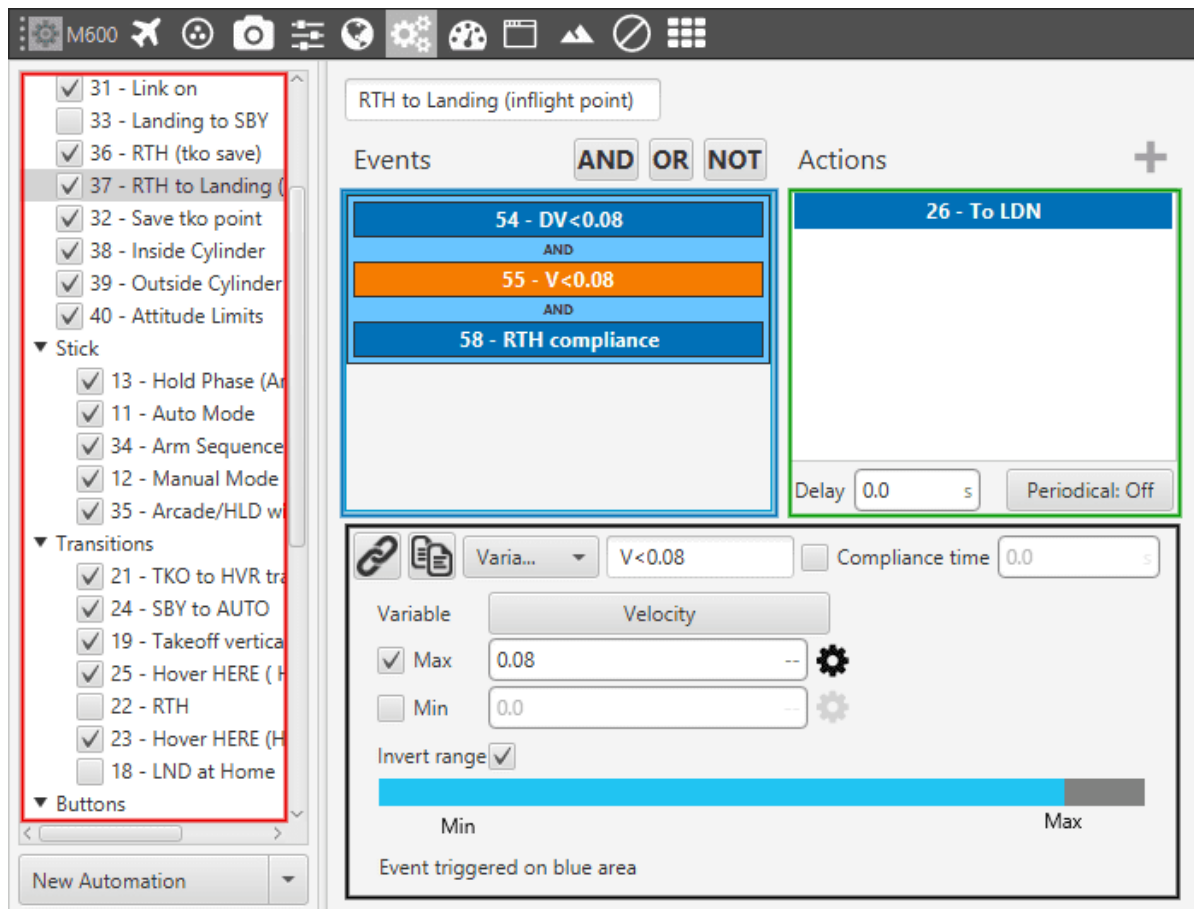 M600
31 - Link on
33 - Landing to SBY
36 - RTH (tko save)
37 - RTH to Landing (
32 - Save tko point
38 - Inside Cylinder
39 - Outside Cylinder
40 - Attitude Limits
Stick
13 - Hold Phase (Ar
11 - Auto Mode
34 - Arm Sequence
12 - Manual Mode
35 - Arcade/HLD wi
Transitions
21 - TKO to HVR tra
24 - SBY to AUTO
19 - Takeoff vertica
25 - Hover HERE ( H
22 - RTH
23 - Hover HERE (H
18 - LND at Home
Buttons
New Automation
RTH to Landing (inflight point)
Events AND OR NOT
54 - DV<0.08
AND
55 - V<0.08
AND
58 - RTH compliance
Actions
26 - To LDN
Delay 0.0 s Periodical: Off
Varia... V<0.08 Compliance time 0.0 s
Variable Velocity
Max 0.08 --
Min 0.0 --
Invert range
Min Max
Event triggered on blue area